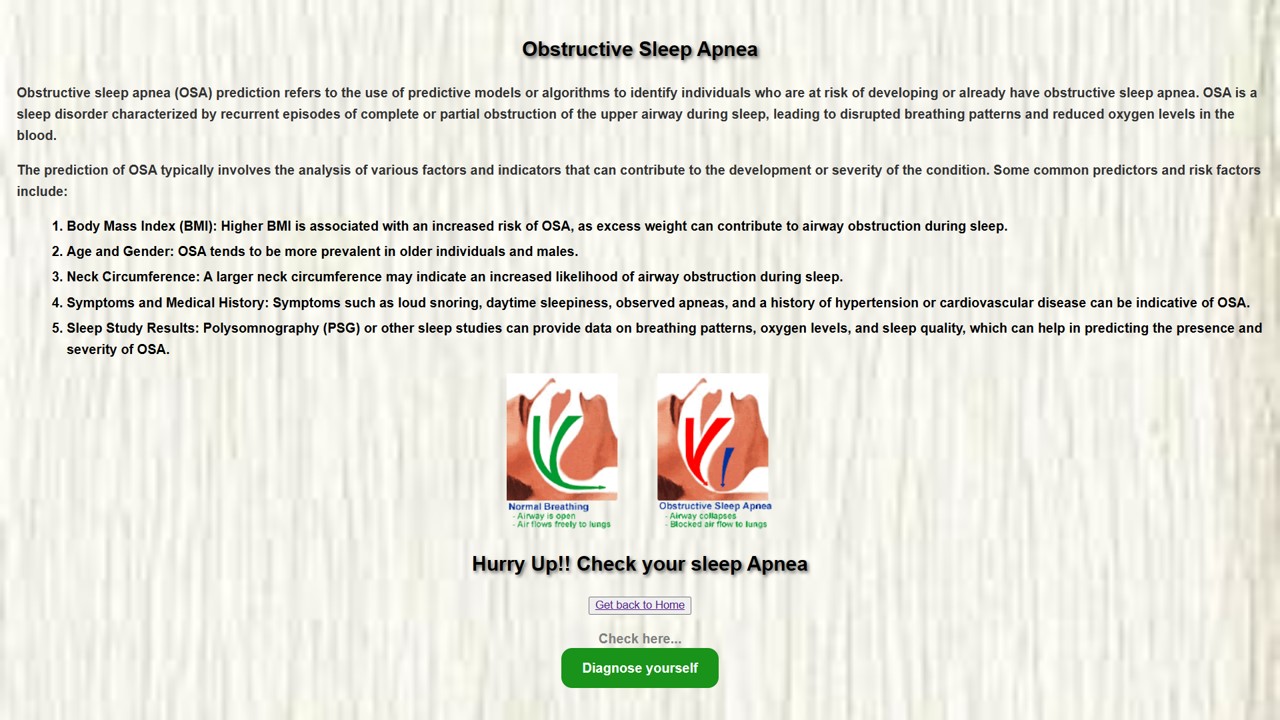 Obstructive Sleep Apnea
Obstructive sleep apnea (OSA) prediction refers to the use of predictive models or algorithms to identify individuals who are at risk of developing or already have obstructive sleep apnea. OSA is a
sleep disorder characterized by recurrent episodes of complete or partial obstruction of the upper airway during sleep, leading to disrupted breathing patterns and reduced oxygen levels in the
blood.
The prediction of OSA typically involves the analysis of various factors and indicators that can contribute to the development or severity of the condition. Some common predictors and risk factors
include:
1. Body Mass Index (BMI): Higher BMI is associated with an increased risk of OSA, as excess weight can contribute to airway obstruction during sleep.
2. Age and Gender: OSA tends to be more prevalent in older individuals and males.
3. Neck Circumference: A larger neck circumference may indicate an increased likelihood of airway obstruction during sleep.
4. Symptoms and Medical History: Symptoms such as loud snoring, daytime sleepiness, observed apneas, and a history of hypertension or cardiovascular disease can be indicative of OSA.
5. Sleep Study Results: Polysomnography (PSG) or other sleep studies can provide data on breathing patterns, oxygen levels, and sleep quality, which can help in predicting the presence and
severity of OSA.
Normal Breathing
- Airway is open
- Air flows freely to lungs
Obstructive Sleep Apnea
- Airway collapses
- Blocked air flow to lungs
Hurry Up!! Check your sleep Apnea
Get back to Home
Check here...
Diagnose yourself